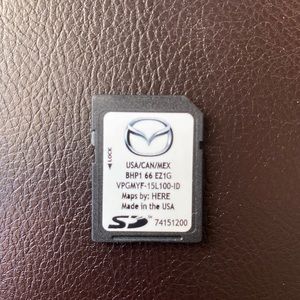 LOCK
USA/CAN/MEX
BHP1 66 EZ1G
VPGMYF-15L100-ID
Maps by: HERE
Made in the USA
SD 74151200